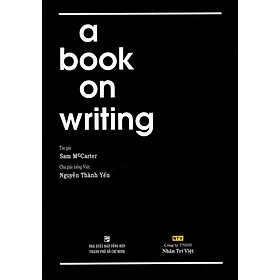 a
book
on
writing
Tác giả
Sam McCarter
Chú giải tiếng Việt
Nguyễn Thành Yến
NHÀ XUẤT BẢN TỔNG HỢP
THÀNH PHỐ HỒ CHÍ MINH
NTV
Công ty TNHH
Nhân Trí Việt